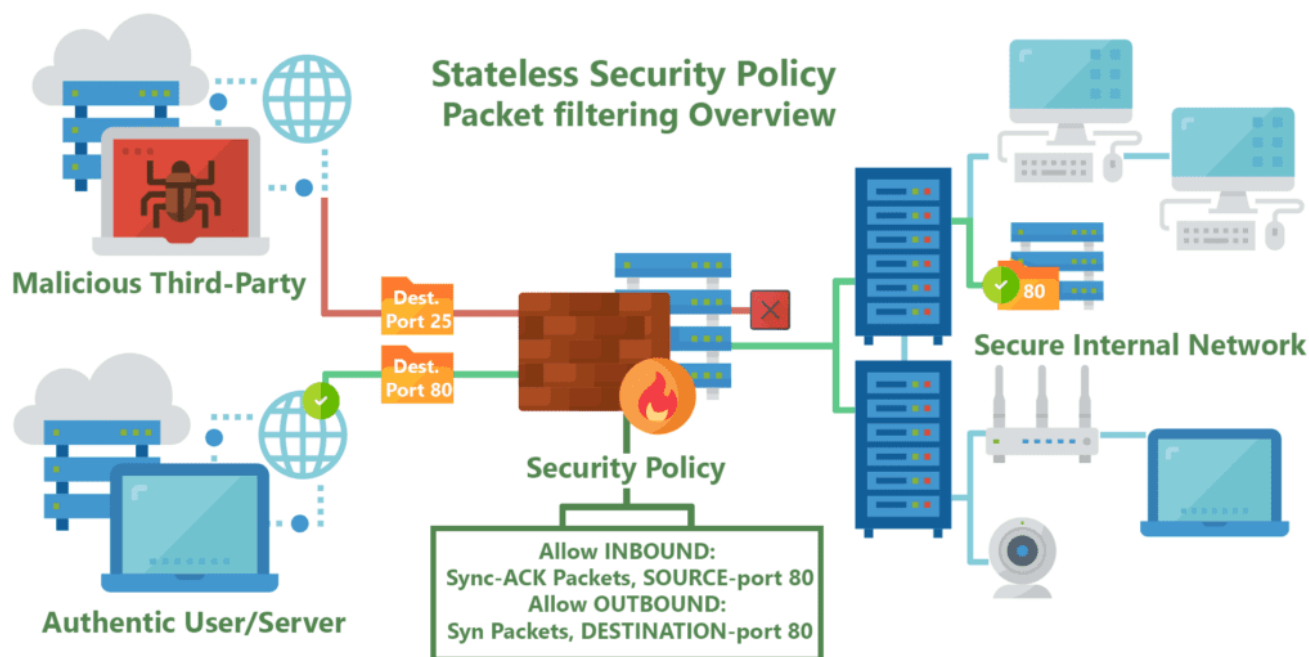 Stateless Security Policy
Packet filtering Overview
Malicious Third-Party
Dest.
Port 25
Dest.
Port 80
80
Secure Internal Network
Security Policy
Allow INBOUND:
Sync-ACK Packets, SOURCE-port 80
Allow OUTBOUND:
Syn Packets, DESTINATION-port 80
Authentic User/Server